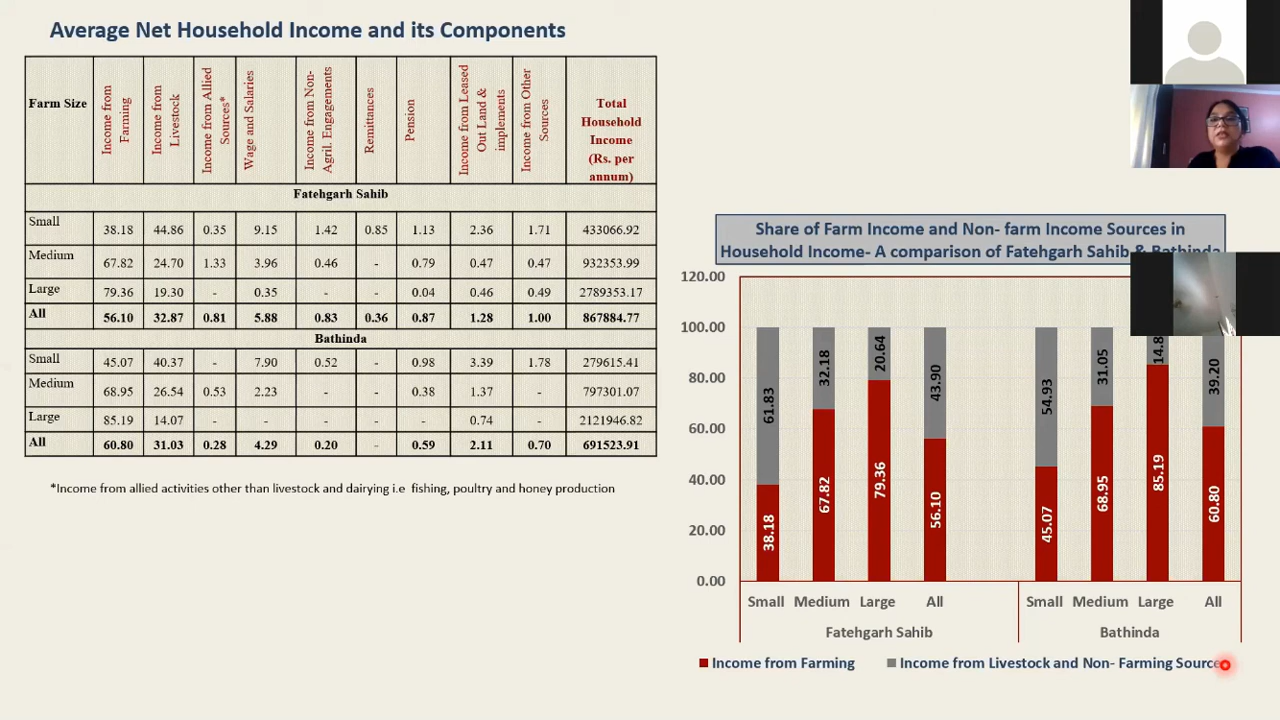 Average Net Household Income and its Components
Farm Size
Income from Farming
Income from Livestock
Income from Allied Sources*
Wage and Salaries
Income from Non-Agril. Engagements
Remittances
Pension
Income from Leased Out Land & implements
Income from Other Sources
Total Household Income (Rs. per annum)
Fatehgarh Sahib
Small 38.18 44.86 0.35 9.15 1.42 0.85 1.13 2.36 1.71 433066.92
Medium 67.82 24.70 1.33 3.96 0.46 - 0.79 0.47 0.47 932353.99
Large 79.36 19.30 - 0.35 - - 0.04 0.46 0.49 2789353.17
All 56.10 32.87 0.81 5.88 0.83 0.36 0.87 1.28 1.00 867884.77
Bathinda
Small 45.07 40.37 - 7.90 0.52 - 0.98 3.39 1.78 279615.41
Medium 68.95 26.54 0.53 2.23 - - 0.38 1.37 - 797301.07
Large 85.19 14.07 - - - - - 0.74 - 2121946.82
All 60.80 31.03 0.28 4.29 0.20 - 0.59 2.11 0.70 691523.91
*Income from allied activities other than livestock and dairying i.e fishing, poultry and honey production
Share of Farm Income and Non- farm Income Sources in
Household Income- A comparison of Fatehgarh Sahib & Bathinda
120.00
100.00
80.00
60.00
40.00
20.00
0.00
61.83 32.18 20.64 43.90 54.93 31.05 14.8 39.20
38.18 67.82 79.36 56.10 45.07 68.95 85.19 60.80
Small Medium Large All Small Medium Large All
Fatehgarh Sahib Bathinda
Income from Farming Income from Livestock and Non- Farming Source